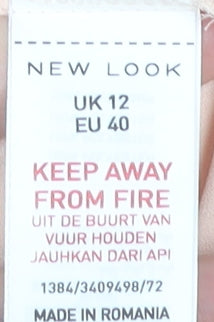 NEW LOOK
UK 12
EU 40
KEEP AWAY
FROM FIRE
UIT DE BUURT VAN
VUUR HOUDEN
JAUHKAN DARI API
1384/3409498/72
MADE IN ROMANIA